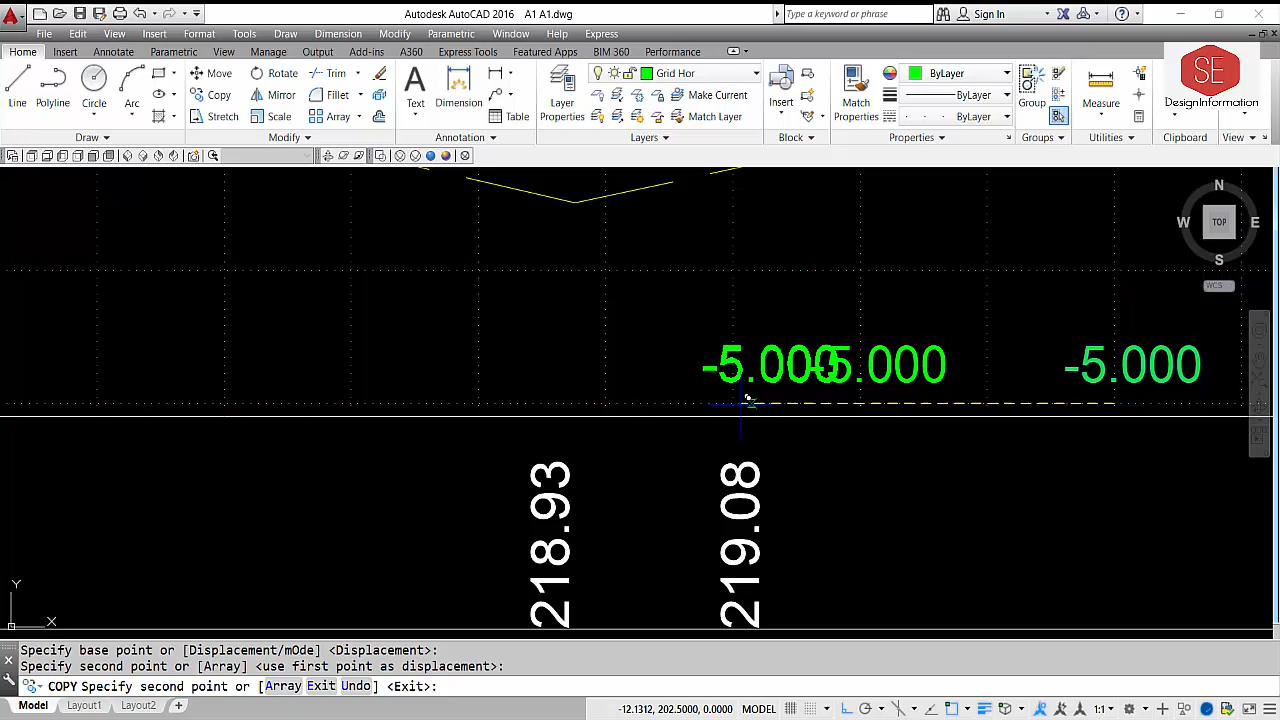 Autodesk AutoCAD 2016 A1 A1.dwg
Type a keyword or phrase
Sign In
File Edit View Insert Format Tools Draw Dimension Modify Parametric Window Help Express
Home Insert Annotate Parametric View Manage Output Add-ins A360 Express Tools Featured Apps BIM 360 Performance
SE
DesignInformation
Line Polyline Circle Arc
Move Rotate Trim
Copy Mirror Fillet
Stretch Scale Array
Text Dimension Table
Layer Properties
Grid Hor
Make Current
Match Layer
Insert
Match Properties
ByLayer
ByLayer
ByLayer
Group
Measure
Draw Modify Annotation Layers Block Properties Groups Utilities Clipboard View
N
W TOP E
S
WCS
-5.000 -5.000 -5.000
218.93
219.08
Y
X
Specify base point or [Displacement/mOde] <Displacement>:
Specify second point or [Array] <use first point as displacement>:
COPY Specify second point or [Array Exit Undo] <Exit>:
Model Layout1 Layout2 +
-12.1312, 202.5000, 0.0000 MODEL 1:1